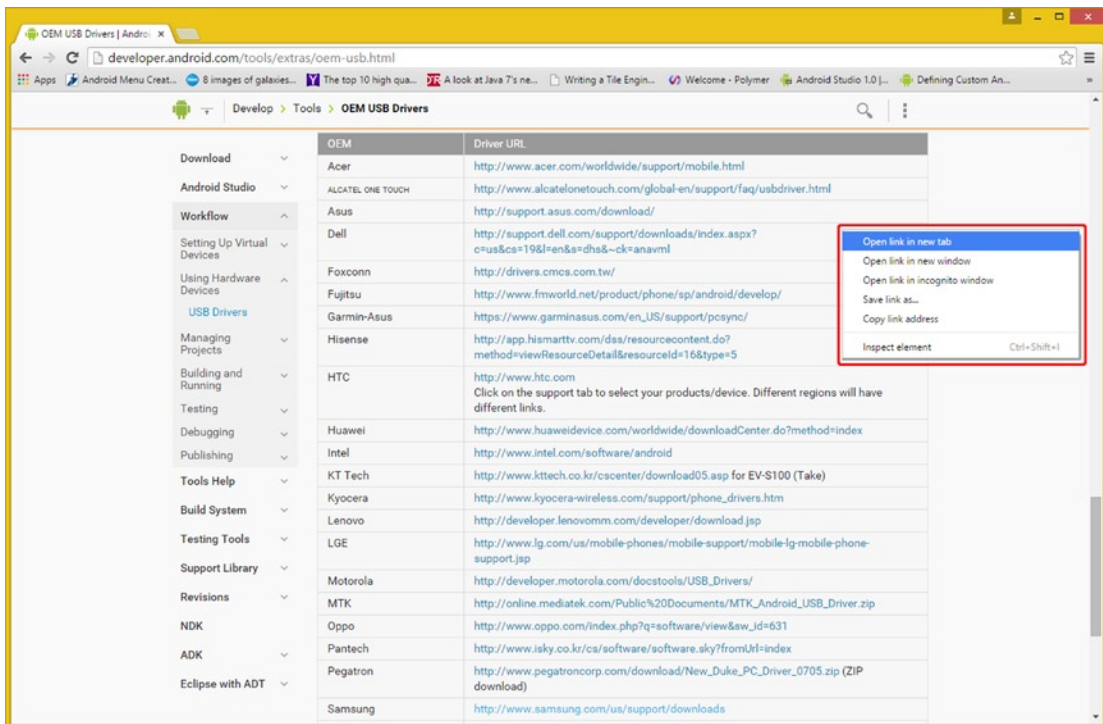 OEM USB Drivers | Androi
developer.android.com/tools/extras/oem-usb.html
Apps Android Menu Creat... 8 images of galaxies... The top 10 high qua... A look at Java 7's ne... Writing a Tile Engin... Welcome - Polymer Android Studio 1.0 |... Defining Custom An... »
Develop > Tools > OEM USB Drivers
Download
Android Studio
Workflow
Setting Up Virtual
Devices
Using Hardware
Devices
USB Drivers
Managing
Projects
Building and
Running
Testing
Debugging
Publishing
Tools Help
Build System
Testing Tools
Support Library
Revisions
NDK
ADK
Eclipse with ADT
OEM Driver URL
Acer http://www.acer.com/worldwide/support/mobile.html
ALCATEL ONE TOUCH http://www.alcatelonetouch.com/global-en/support/faq/usbdriver.html
Asus http://support.asus.com/download/
Dell http://support.dell.com/support/downloads/index.aspx?
c=us&cs=19&l=en&s=dhs&~ck=anavml
Foxconn http://drivers.cmcs.com.tw/
Fujitsu http://www.fmworld.net/product/phone/sp/android/develop/
Garmin-Asus https://www.garminasus.com/en_US/support/pcsync/
Hisense http://app.hismarttv.com/dss/resourcecontent.do?
method=viewResourceDetail&resourceId=16&type=5
HTC http://www.htc.com
Click on the support tab to select your products/device. Different regions will have
different links.
Huawei http://www.huaweidevice.com/worldwide/downloadCenter.do?method=index
Intel http://www.intel.com/software/android
KT Tech http://www.kttech.co.kr/cscenter/download05.asp for EV-S100 (Take)
Kyocera http://www.kyocera-wireless.com/support/phone_drivers.htm
Lenovo http://developer.lenovomm.com/developer/download.jsp
LGE http://www.lg.com/us/mobile-phones/mobile-support/mobile-lg-mobile-phone-
support.jsp
Motorola http://developer.motorola.com/docstools/USB_Drivers/
MTK http://online.mediatek.com/Public%20Documents/MTK_Android_USB_Driver.zip
Oppo http://www.oppo.com/index.php?q=software/view&sw_id=631
Pantech http://www.isky.co.kr/cs/software/software.sky?fromUrl=index
Pegatron http://www.pegatroncorp.com/download/New_Duke_PC_Driver_0705.zip (ZIP
download)
Samsung http://www.samsung.com/us/support/downloads
Open link in new tab
Open link in new window
Open link in incognito window
Save link as...
Copy link address
Inspect element Ctrl+Shift+I